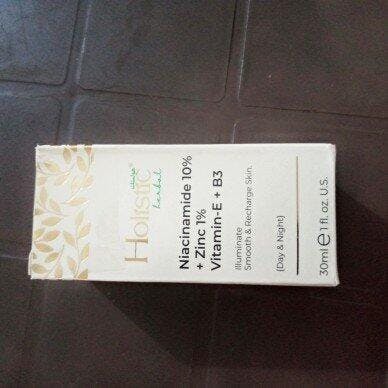 Holistic
herbal
Niacinamide 10%
+ Zinc 1%
Vitamin-E + B3
Illuminate
Smooth & Recharge Skin.
(Day & Night)
30ml e 1 fl. oz. U.S.